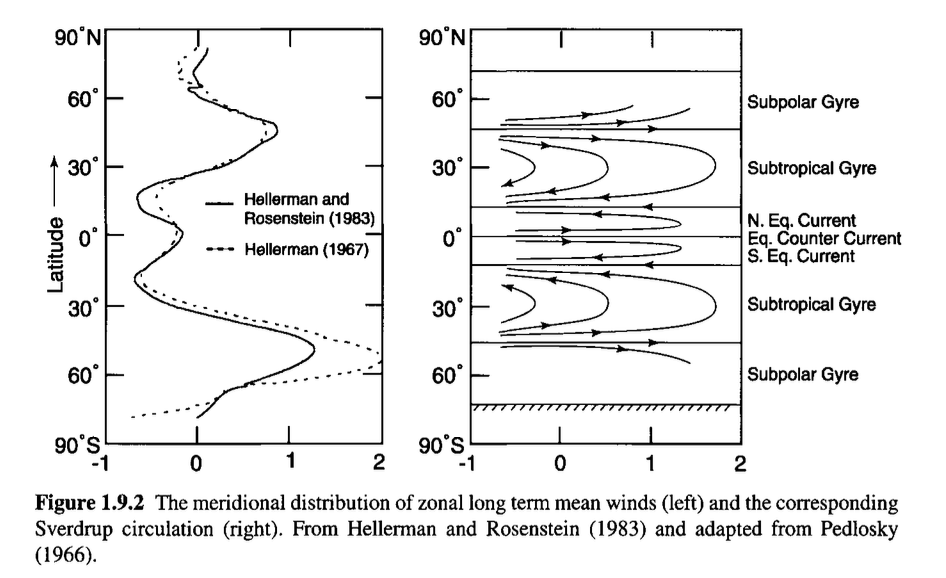 90°N
60°
30°
0°
30°
60°
90°S
Latitude
-1
0
1
2
Hellerman and
Rosenstein (1983)
Hellerman (1967)
90°N
60°
30°
0°
30°
60°
90°S
-1
0
1
2
Subpolar Gyre
Subtropical Gyre
N. Eq. Current
Eq. Counter Current
S. Eq. Current
Subtropical Gyre
Subpolar Gyre
Figure 1.9.2 The meridional distribution of zonal long term mean winds (left) and the corresponding
Sverdrup circulation (right). From Hellerman and Rosenstein (1983) and adapted from Pedlosky
(1966).